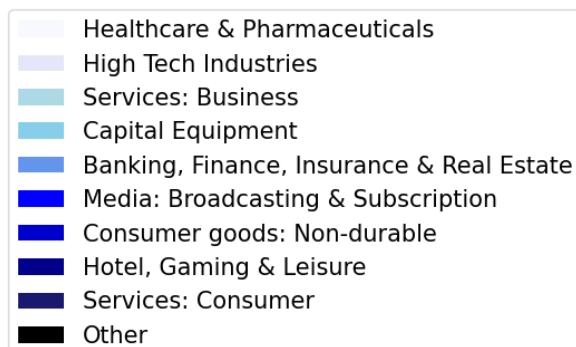 Healthcare & Pharmaceuticals
High Tech Industries
Services: Business
Capital Equipment
Banking, Finance, Insurance & Real Estate
Media: Broadcasting & Subscription
Consumer goods: Non-durable
Hotel, Gaming & Leisure
Services: Consumer
Other